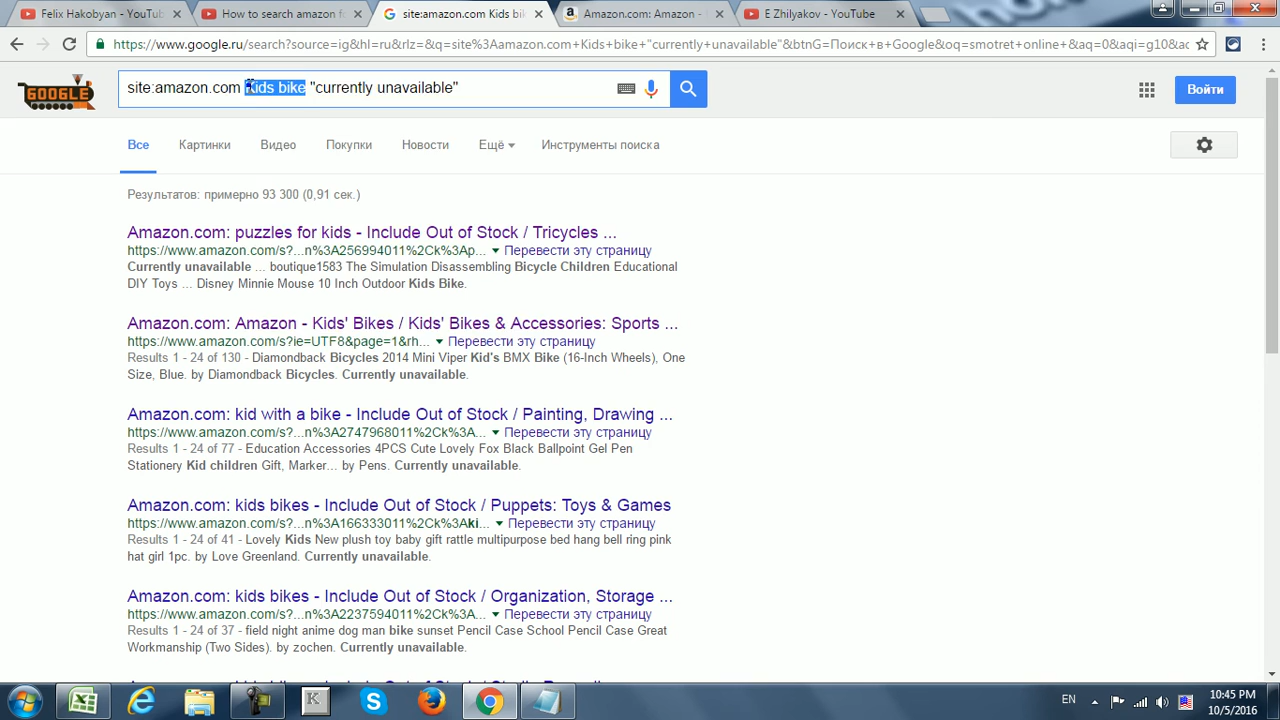 Felix Hakobyan - YouTub
How to search amazon f
site:amazon.com Kids bik
Amazon.com: Amazon -
E Zhilyakov - YouTube
https://www.google.ru/search?source=ig&hl=ru&rlz=&q=site%3Aamazon.com+Kids+bike+"currently+unavailable"&btnG=Поиск+в+Google&oq=smotret+online+&aq=0&aqi=g10&ac
GOOGLE
site:amazon.com Kids bike "currently unavailable"
Войти
Все
Картинки
Видео
Покупки
Новости
Ещё
Инструменты поиска
Результатов: примерно 93 300 (0,91 сек.)
Amazon.com: puzzles for kids - Include Out of Stock / Tricycles ...
https://www.amazon.com/s?...n%3A256994011%2Ck%3Ap... Перевести эту страницу
Currently unavailable ... boutique1583 The Simulation Disassembling Bicycle Children Educational
DIY Toys ... Disney Minnie Mouse 10 Inch Outdoor Kids Bike.
Amazon.com: Amazon - Kids' Bikes / Kids' Bikes & Accessories: Sports ...
https://www.amazon.com/s?ie=UTF8&page=1&rh... Перевести эту страницу
Results 1 - 24 of 130 - Diamondback Bicycles 2014 Mini Viper Kid's BMX Bike (16-Inch Wheels), One
Size, Blue. by Diamondback Bicycles. Currently unavailable.
Amazon.com: kid with a bike - Include Out of Stock / Painting, Drawing ...
https://www.amazon.com/s?...n%3A2747968011%2Ck%3A... Перевести эту страницу
Results 1 - 24 of 77 - Education Accessories 4PCS Cute Lovely Fox Black Ballpoint Gel Pen
Stationery Kid children Gift, Marker... by Pens. Currently unavailable.
Amazon.com: kids bikes - Include Out of Stock / Puppets: Toys & Games
https://www.amazon.com/s?...n%3A166333011%2Ck%3Aki... Перевести эту страницу
Results 1 - 24 of 41 - Lovely Kids New plush toy baby gift rattle multipurpose bed hang bell ring pink
hat girl 1pc. by Love Greenland. Currently unavailable.
Amazon.com: kids bikes - Include Out of Stock / Organization, Storage ...
https://www.amazon.com/s?...n%3A2237594011%2Ck%3A... Перевести эту страницу
Results 1 - 24 of 37 - field night anime dog man bike sunset Pencil Case School Pencil Case Great
Workmanship (Two Sides). by zochen. Currently unavailable.
EN
10:45 PM
10/5/2016